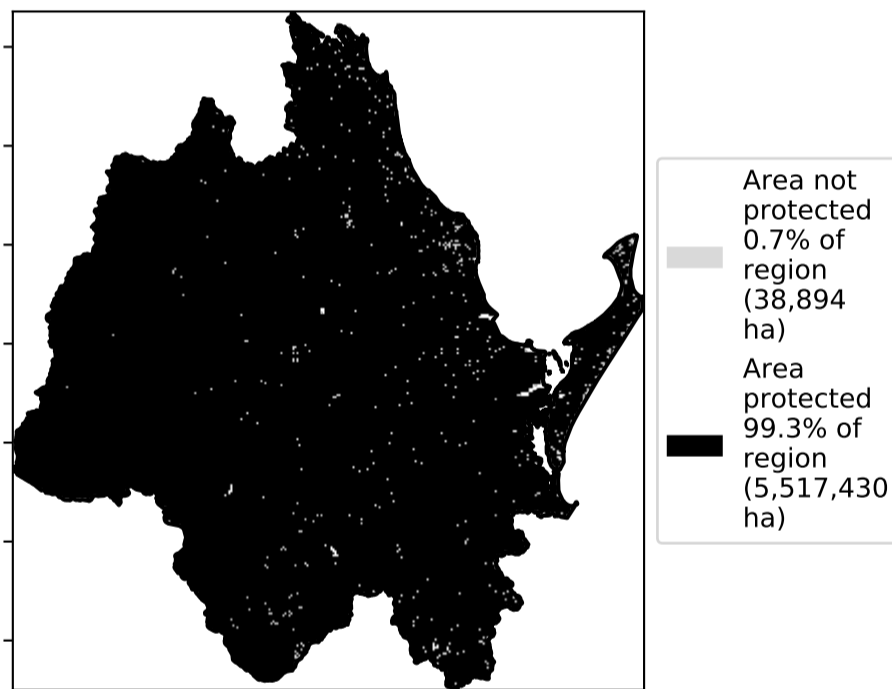 Area not
protected
0.7% of
region
(38,894
ha)
Area
protected
99.3% of
region
(5,517,430
ha)